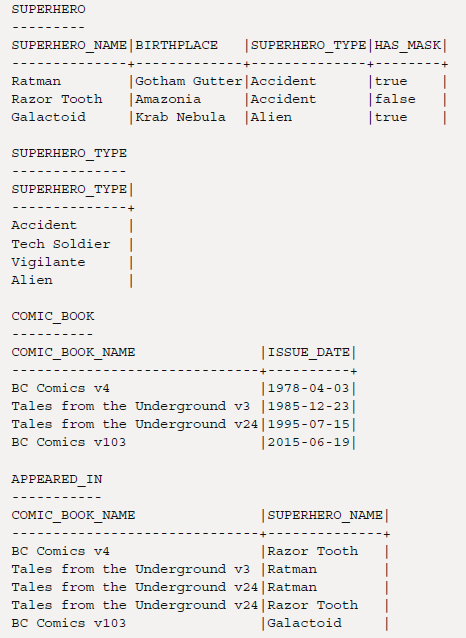 SUPERHERO
---------
SUPERHERO_NAME|BIRTHPLACE   |SUPERHERO_TYPE|HAS_MASK|
--------------+-------------+--------------+--------+
Ratman        |Gotham Gutter|Accident      |true    |
Razor Tooth   |Amazonia     |Accident      |false   |
Galactoid     |Krab Nebula  |Alien         |true    |

SUPERHERO_TYPE
--------------
SUPERHERO_TYPE|
--------------+
Accident      |
Tech Soldier  |
Vigilante     |
Alien         |

COMIC_BOOK
----------
COMIC_BOOK_NAME               |ISSUE_DATE|
------------------------------+----------+
BC Comics v4                  |1978-04-03|
Tales from the Underground v3 |1985-12-23|
Tales from the Underground v24|1995-07-15|
BC Comics v103                |2015-06-19|

APPEARED_IN
-----------
COMIC_BOOK_NAME               |SUPERHERO_NAME|
------------------------------+--------------+
BC Comics v4                  |Razor Tooth   |
Tales from the Underground v3 |Ratman        |
Tales from the Underground v24|Ratman        |
Tales from the Underground v24|Razor Tooth   |
BC Comics v103                |Galactoid     |